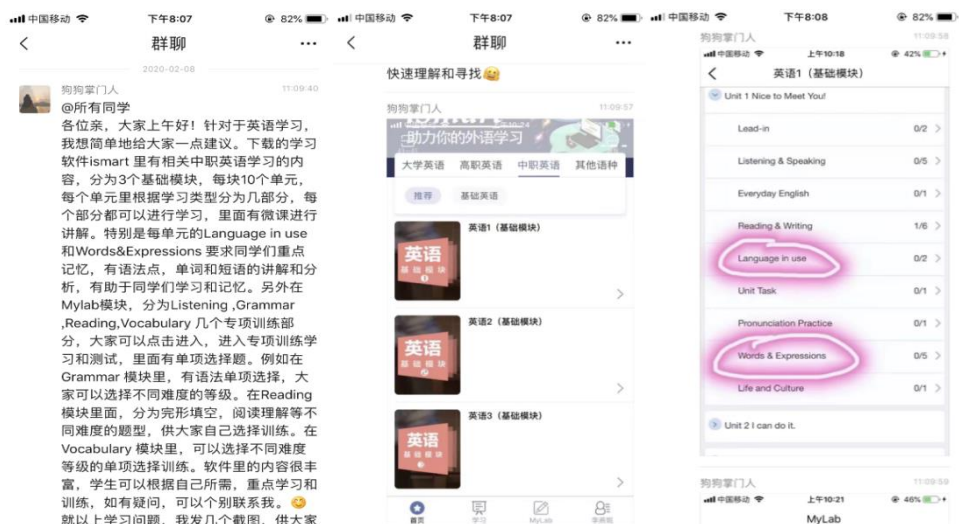 中国移动 下午8:07 82%
群聊
2020-02-08
狗狗掌门人 11:09:40
@所有同学
各位亲，大家上午好！针对于英语学习，
我想简单地给大家一点建议。下载的学习
软件ismart 里有相关中职英语学习的内
容，分为3个基础模块，每块10个单元，
每个单元里根据学习类型分为几部分，每
个部分都可以进行学习，里面有微课进行
讲解。特别是每单元的Language in use
和Words&Expressions 要求同学们重点
记忆，有语法点，单词和短语的讲解和分
析，有助于同学们学习和记忆。另外在
Mylab模块，分为Listening ,Grammar
,Reading,Vocabulary 几个专项训练部
分，大家可以点击进入，进入专项训练学
习和测试，里面有单项选择题。例如在
Grammar 模块里，有语法单项选择，大
家可以选择不同难度的等级。在Reading
模块里面，分为完形填空，阅读理解等不
同难度的题型，供大家自己选择训练。在
Vocabulary 模块里，可以选择不同难度
等级的单项选择训练。软件里的内容很丰
富，学生可以根据自己所需，重点学习和
训练，如有疑问，可以个别联系我。😊
就以上学习问题，我发几个截图，供大家
中国移动 下午8:07 82%
群聊
快速理解和寻找😄
狗狗掌门人 11:09:57
助力你的外语学习
大学英语 高职英语 中职英语 其他语种
推荐 基础英语
英语 基础模块 1
英语1（基础模块）
英语 基础模块 2
英语2（基础模块）
英语 基础模块 3
英语3（基础模块）
首页 学习 MyLab
中国移动 下午8:08 82%
狗狗掌门人 11:09:58
中国移动 上午10:18 42%
英语1（基础模块）
Unit 1 Nice to Meet You!
Lead-in 0/2
Listening & Speaking 0/5
Everyday English 0/1
Reading & Writing 1/6
Language in use 0/2
Unit Task 0/1
Pronunciation Practice 0/1
Words & Expressions 0/5
Life and Culture 0/1
Unit 2 I can do it.
狗狗掌门人 11:09:59
中国移动 上午10:21 46%
MyLab